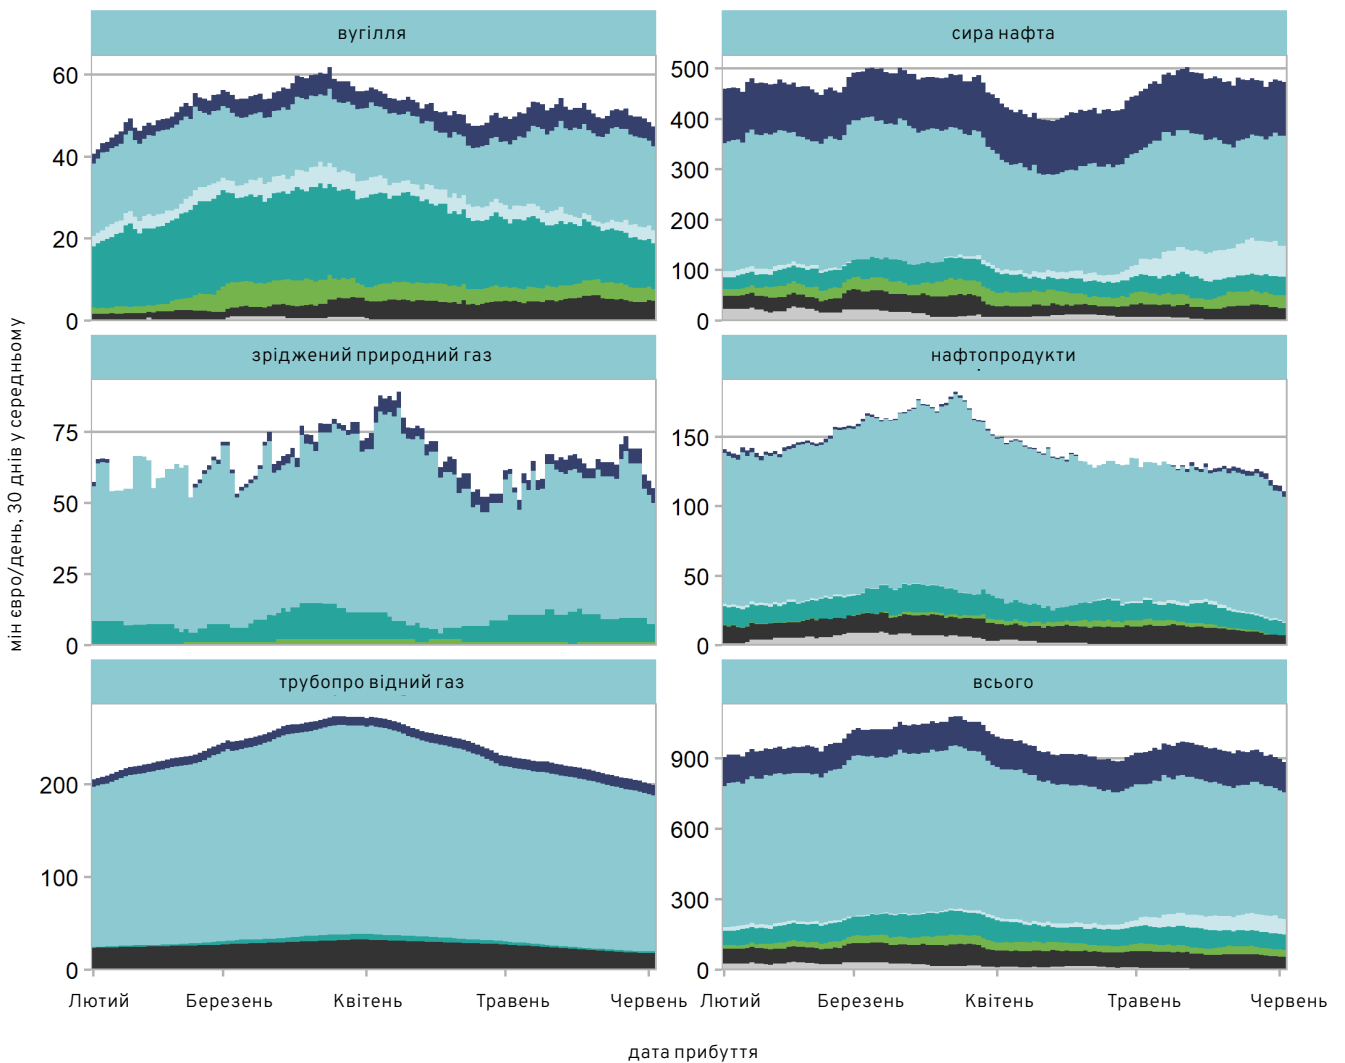 вугілля
сира нафта
60
40
20
0
500
400
300
200
100
0
зріджений природний газ
нафтопродукти
75
50
25
0
150
100
50
0
трубопро відний газ
всього
200
100
0
900
600
300
0
Лютий Березень Квітень Травень Червень
Лютий Березень Квітень Травень Червень
мін євро/день, 30 днів у середньому
дата прибуття